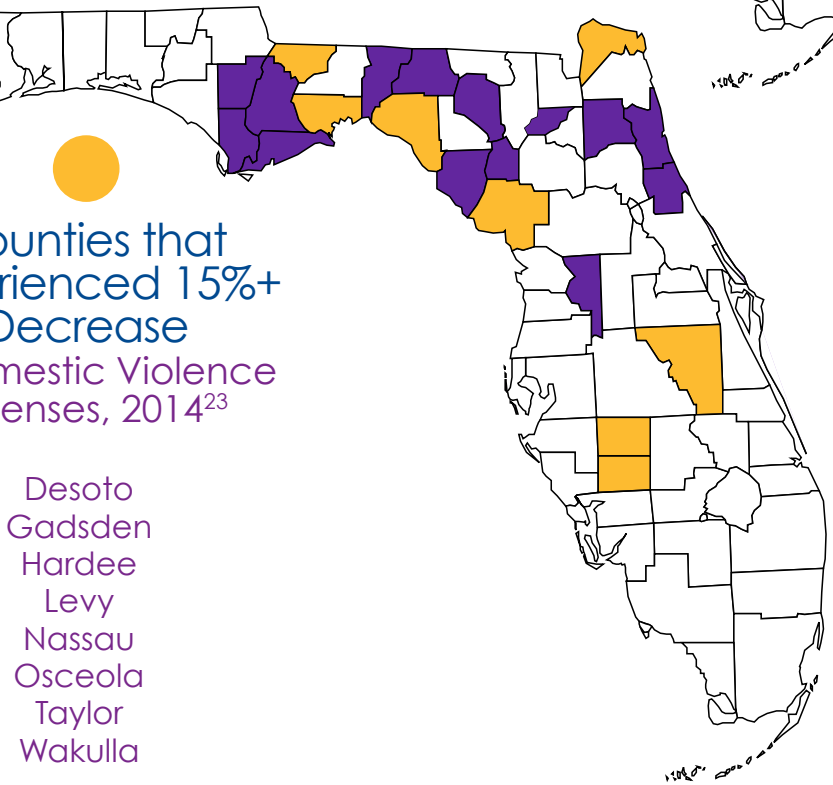 ounties that
rienced 15%+
Decrease
mestic Violence
enses, 2014²³
Desoto
Gadsden
Hardee
Levy
Nassau
Osceola
Taylor
Wakulla